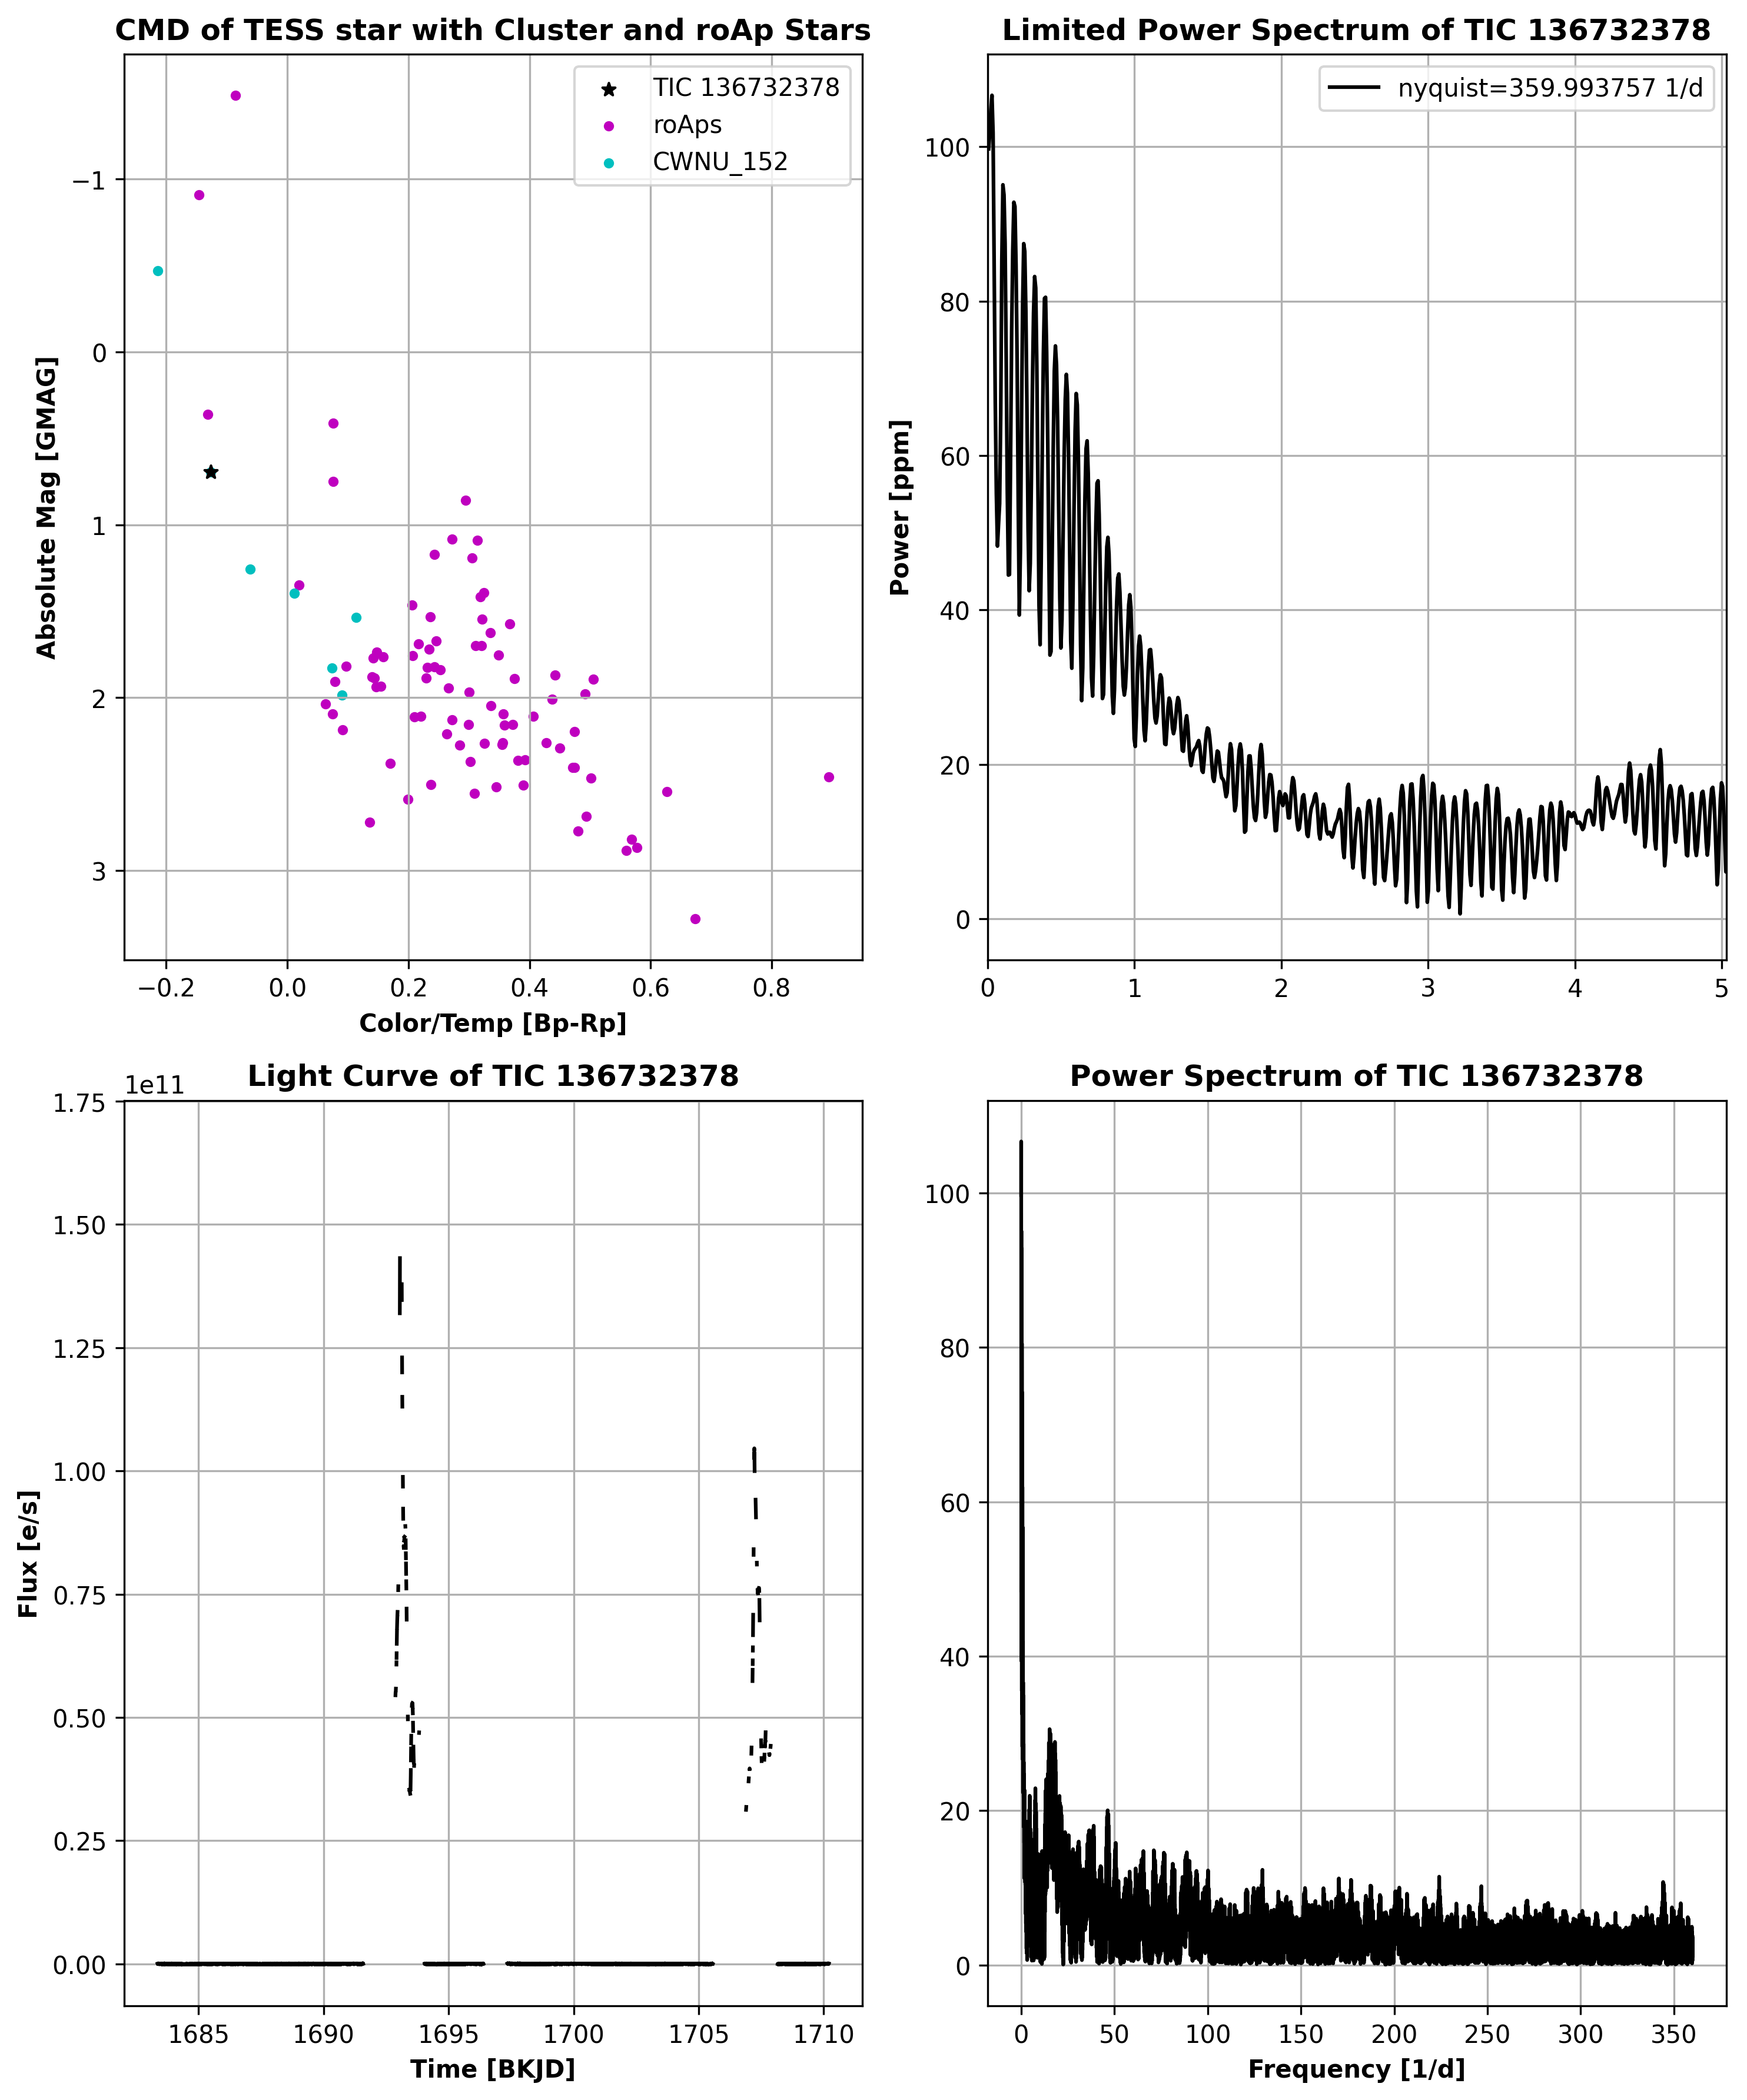 CMD of TESS star with Cluster and roAp Stars
TIC 136732378
roAps
CWNU_152
−1
0
1
2
3
Absolute Mag [GMAG]
−0.2 0.0 0.2 0.4 0.6 0.8
Color/Temp [Bp-Rp]
Limited Power Spectrum of TIC 136732378
nyquist=359.993757 1/d
100
80
60
40
20
0
Power [ppm]
0 1 2 3 4 5
Light Curve of TIC 136732378
1e11
1.75
1.50
1.25
1.00
0.75
0.50
0.25
0.00
Flux [e/s]
1685 1690 1695 1700 1705 1710
Time [BKJD]
Power Spectrum of TIC 136732378
100
80
60
40
20
0
0 50 100 150 200 250 300 350
Frequency [1/d]